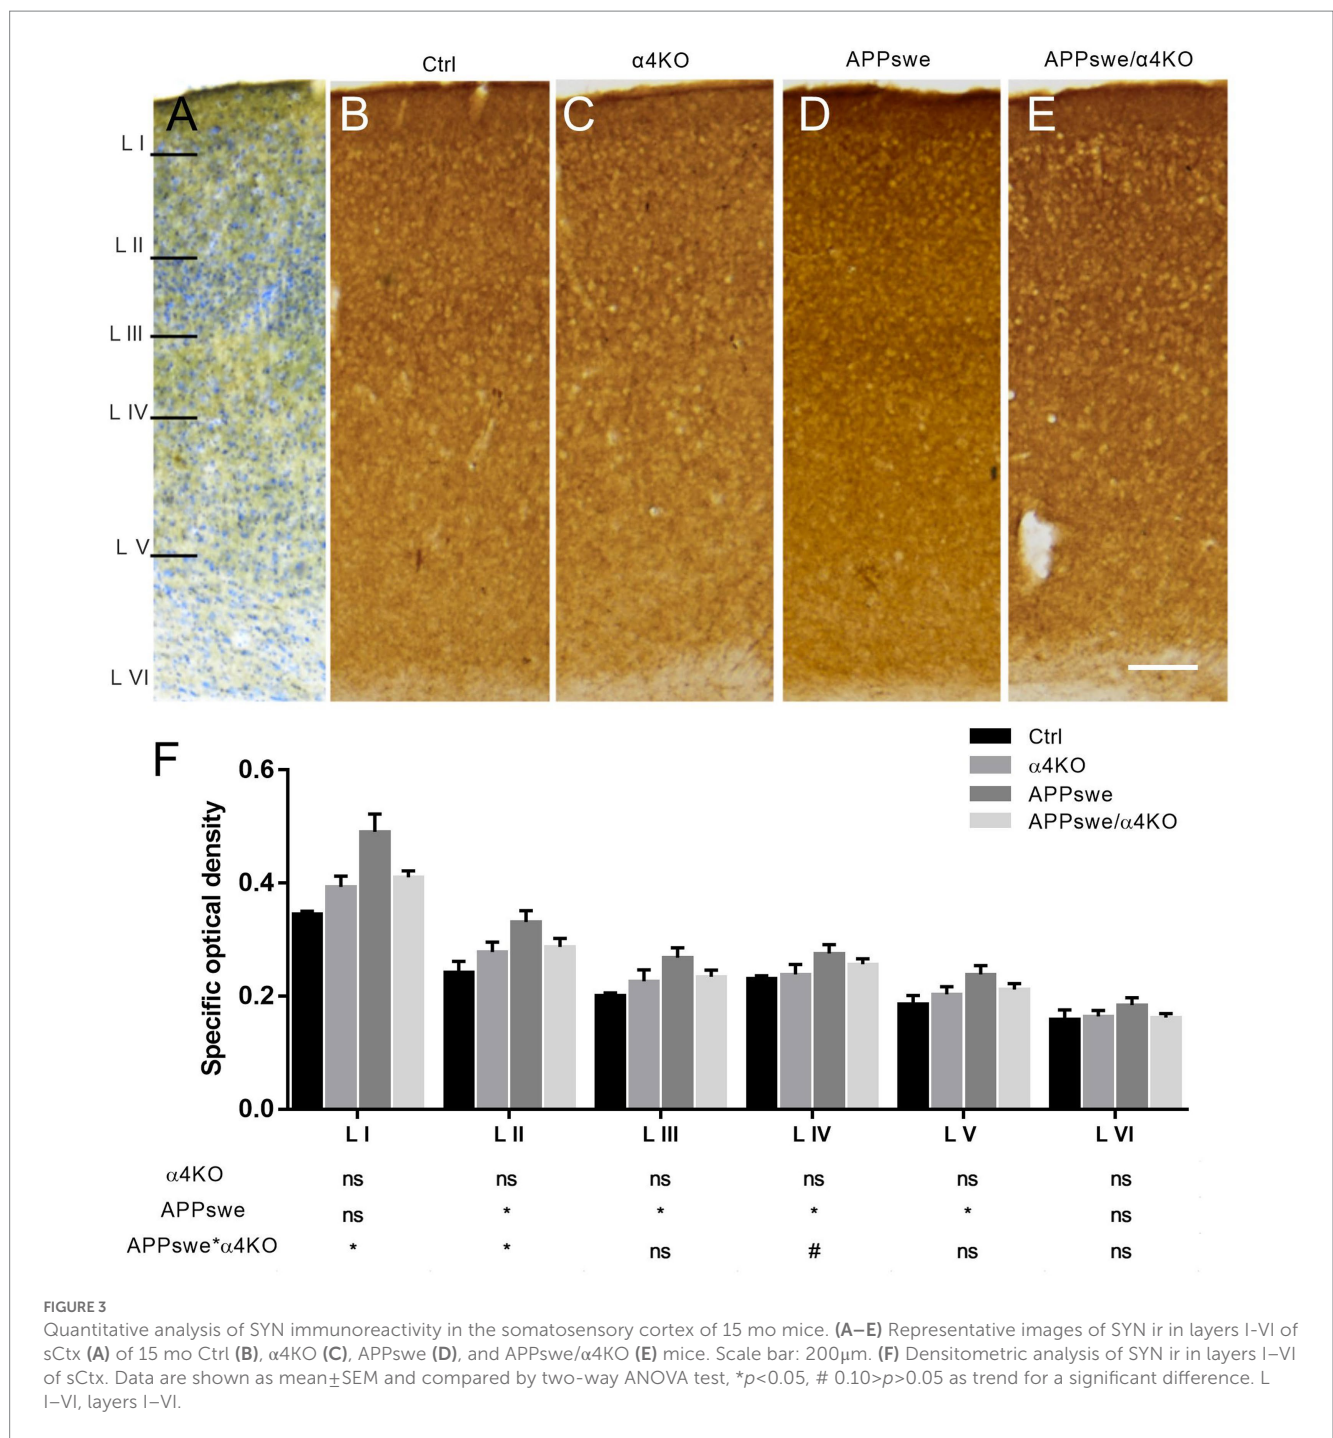 Ctrl
α4KO
APPswe
APPswe/α4KO
A
B
C
D
E
L I
L II
L III
L IV
L V
L VI
F
Ctrl
α4KO
APPswe
APPswe/α4KO
Specific optical density
0.6
0.4
0.2
0.0
L I L II L III L IV L V L VI
α4KO ns ns ns ns ns ns
APPswe ns * * * * ns
APPswe*α4KO * * ns # ns ns
FIGURE 3
Quantitative analysis of SYN immunoreactivity in the somatosensory cortex of 15 mo mice. (A–E) Representative images of SYN ir in layers I-VI of
sCtx (A) of 15 mo Ctrl (B), α4KO (C), APPswe (D), and APPswe/α4KO (E) mice. Scale bar: 200μm. (F) Densitometric analysis of SYN ir in layers I–VI
of sCtx. Data are shown as mean±SEM and compared by two-way ANOVA test, *p<0.05, # 0.10>p>0.05 as trend for a significant difference. L
I–VI, layers I–VI.